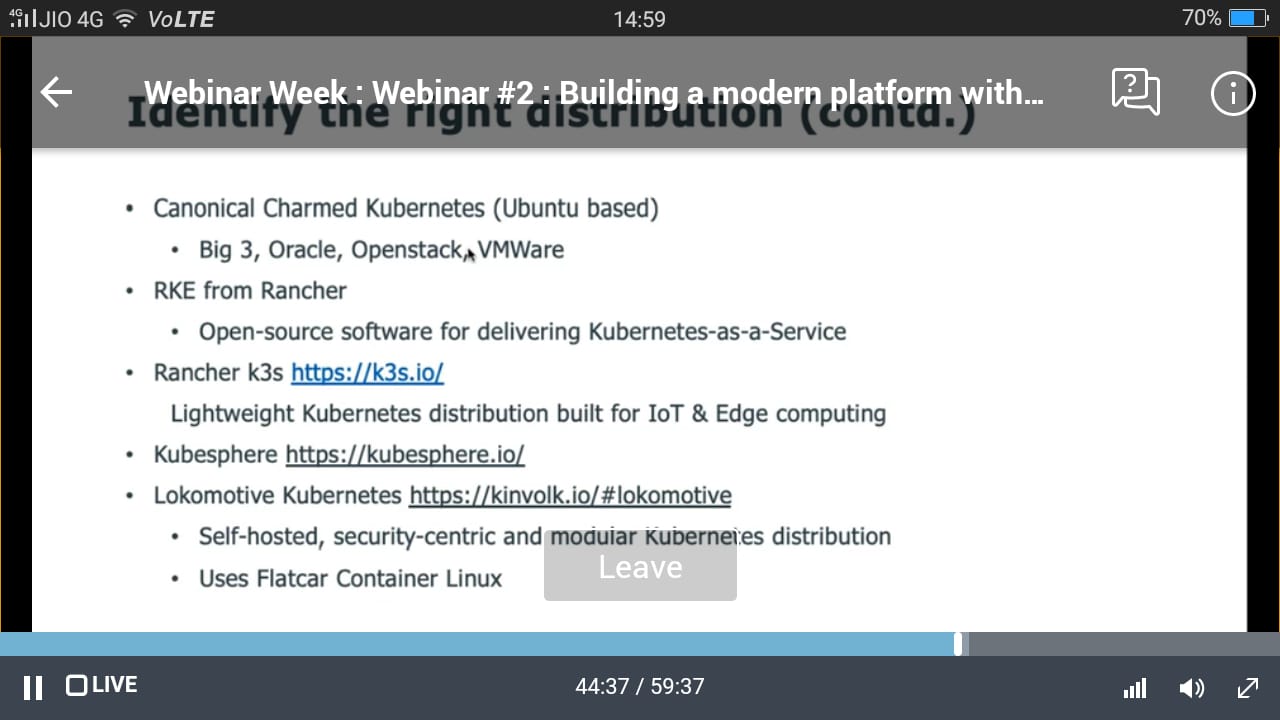 4G JIO 4G VoLTE 14:59 70%
Webinar Week : Webinar #2 : Building a modern platform with...
Identify the right distribution (contd.)
• Canonical Charmed Kubernetes (Ubuntu based)
• Big 3, Oracle, Openstack, VMWare
• RKE from Rancher
• Open-source software for delivering Kubernetes-as-a-Service
• Rancher k3s https://k3s.io/
Lightweight Kubernetes distribution built for IoT & Edge computing
• Kubesphere https://kubesphere.io/
• Lokomotive Kubernetes https://kinvolk.io/#lokomotive
• Self-hosted, security-centric and modular Kubernetes distribution
Leave
• Uses Flatcar Container Linux
LIVE 44:37 / 59:37